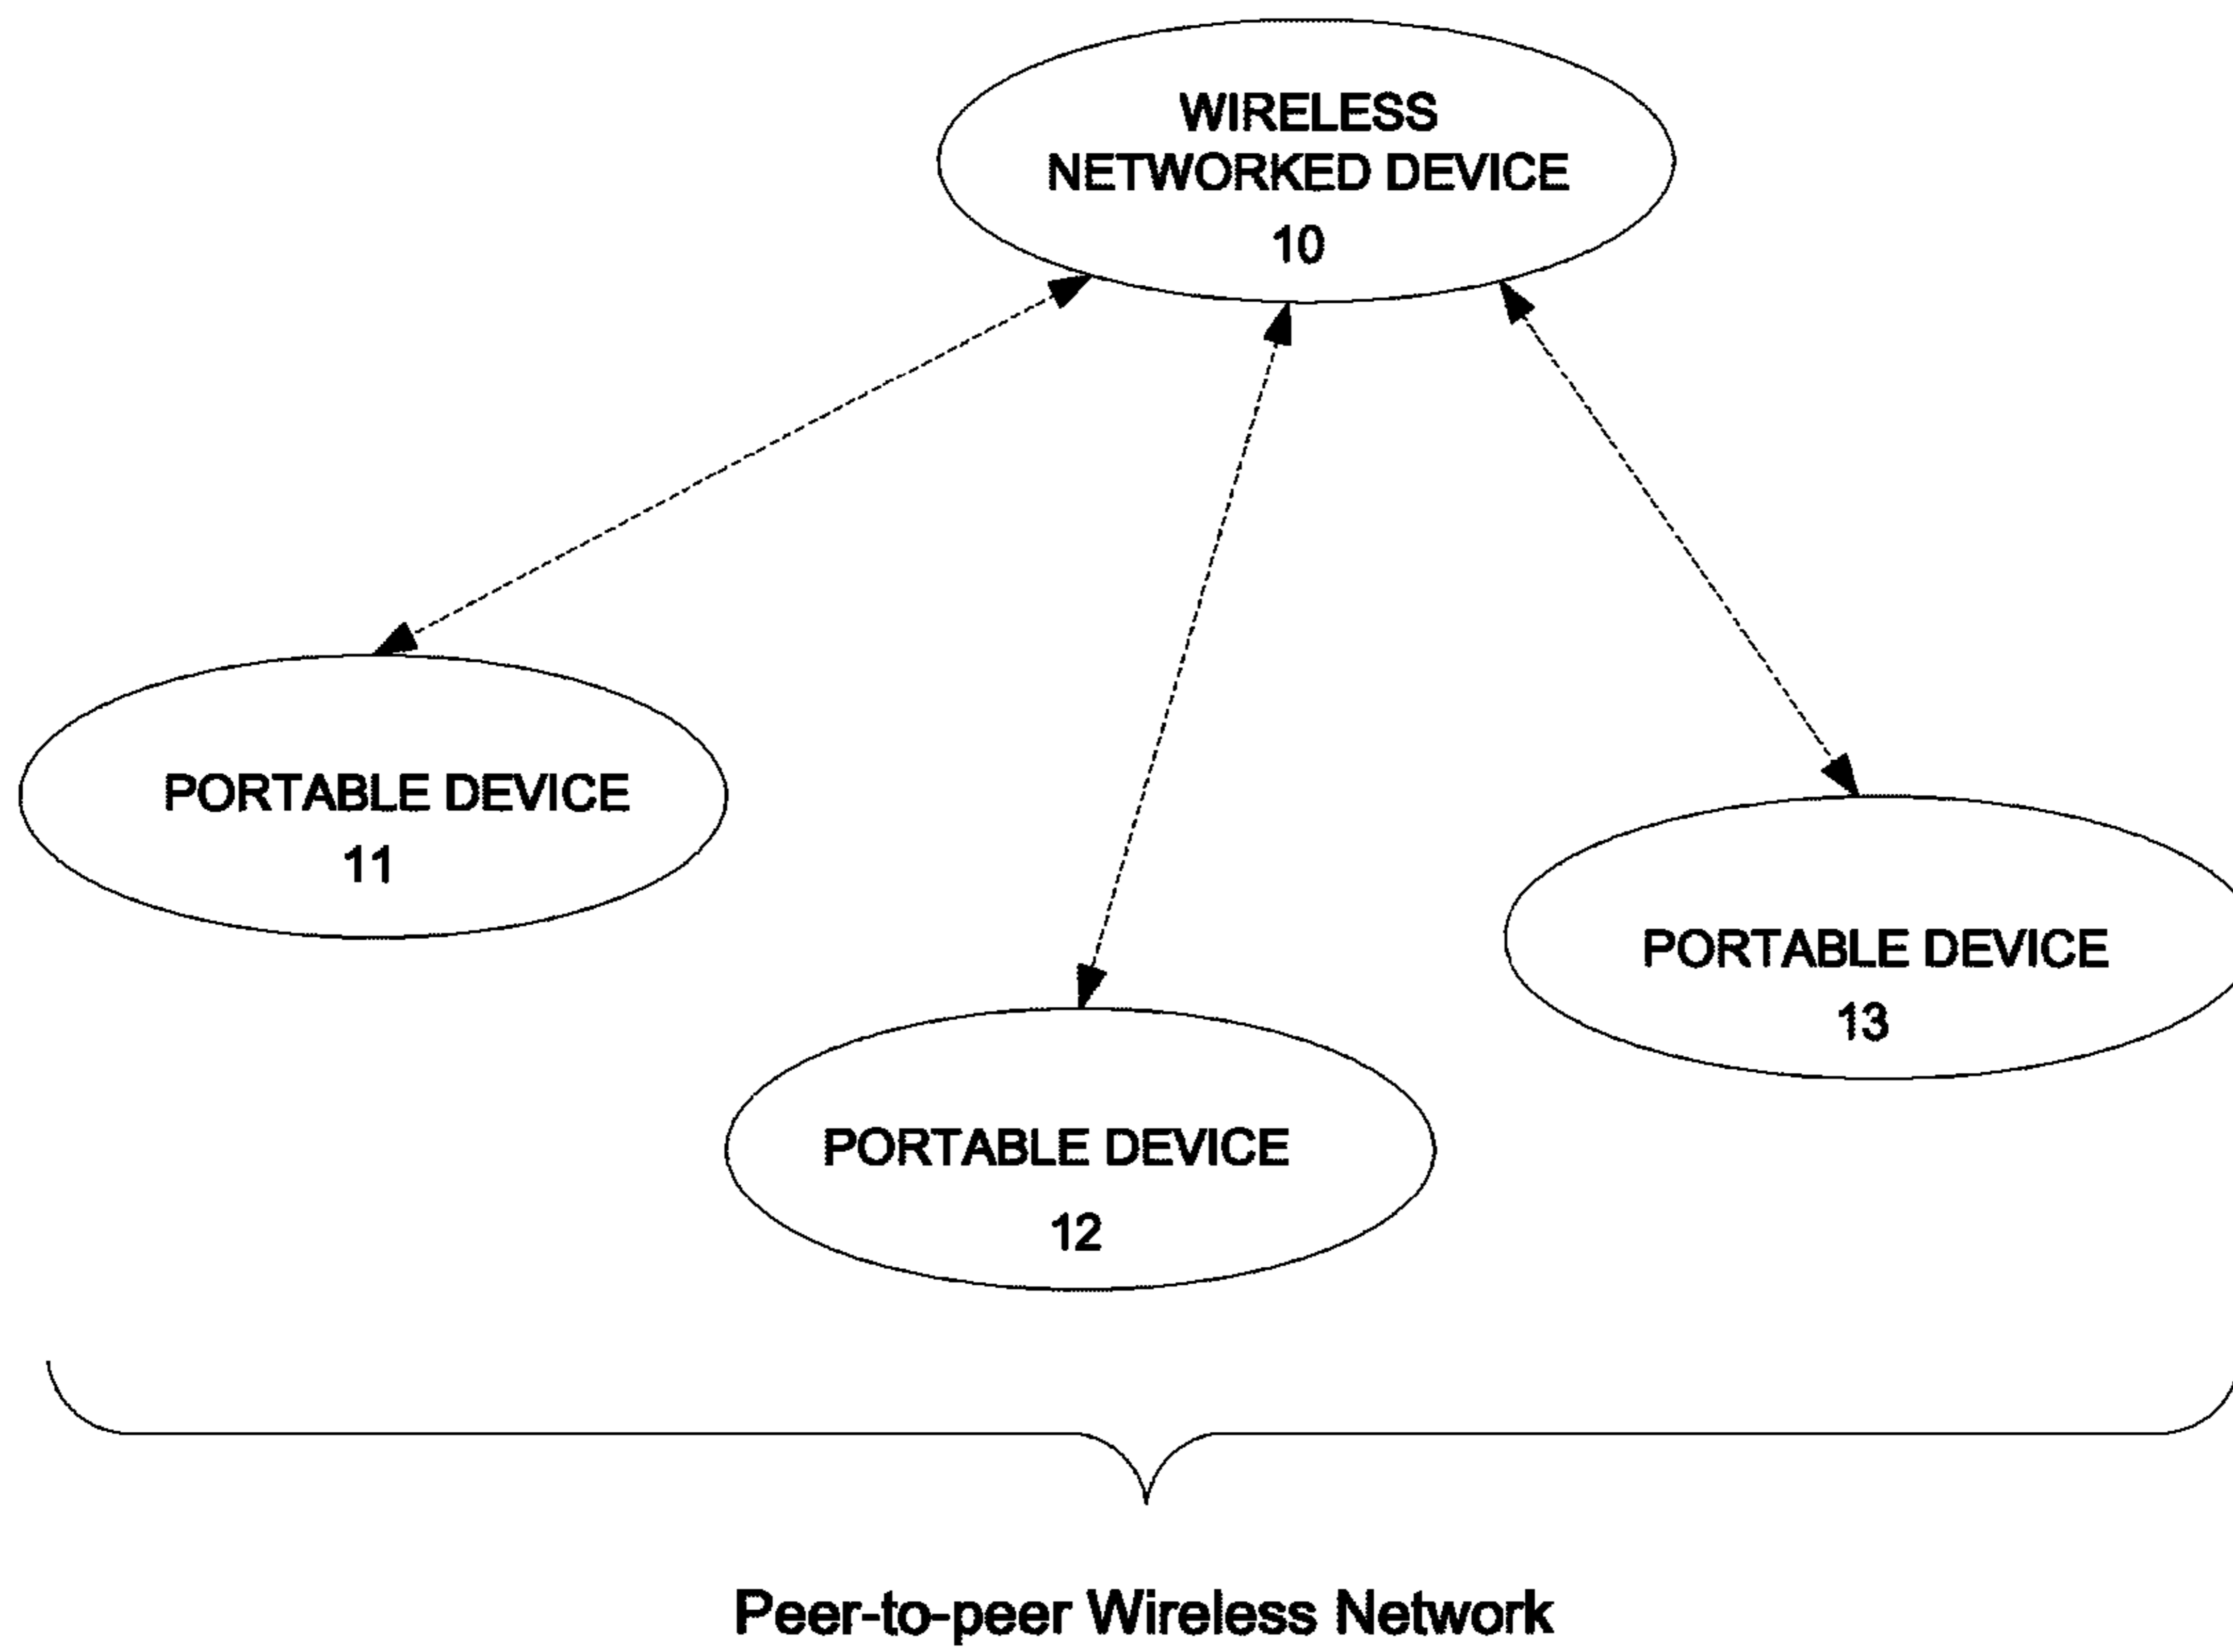 WIRELESS
NETWORKED DEVICE
10
PORTABLE DEVICE
11
PORTABLE DEVICE
13
PORTABLE DEVICE
12
Peer-to-peer Wireless Network